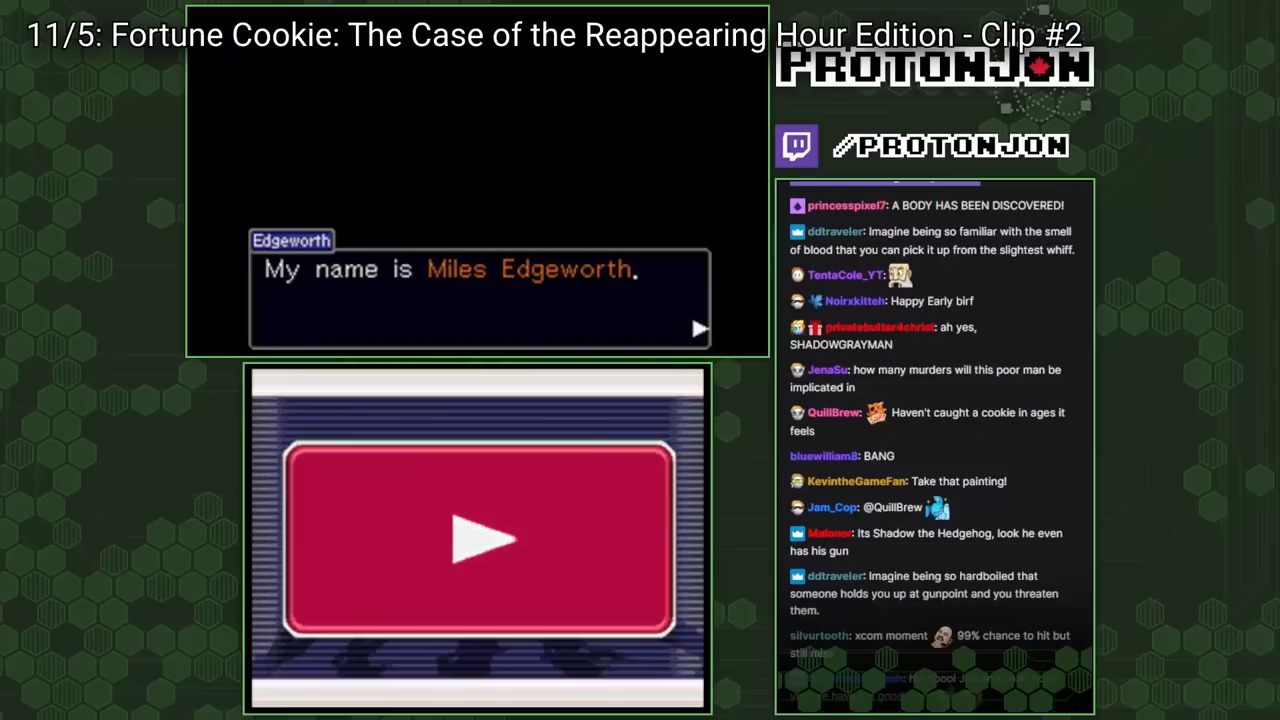 11/5: Fortune Cookie: The Case of the Reappearing Hour Edition - Clip #2
PROTONJON
/PROTONJON
Edgeworth
My name is Miles Edgeworth.
princesspixel7: A BODY HAS BEEN DISCOVERED!
ddtraveler: Imagine being so familiar with the smell
of blood that you can pick it up from the slightest whiff.
TentaCole_YT:
Noirxkitteh: Happy Early birf
privatebutter4christ: ah yes,
SHADOWGRAYMAN
JenaSu: how many murders will this poor man be
implicated in
QuillBrew: Haven't caught a cookie in ages it
feels
bluewilliam8: BANG
KevintheGameFan: Take that painting!
Jam_Cop: @QuillBrew
Malonor: Its Shadow the Hedgehog, look he even
has his gun
ddtraveler: Imagine being so hardboiled that
someone holds you up at gunpoint and you threaten
them.
silvurtooth: xcom moment 99% chance to hit but
still miss